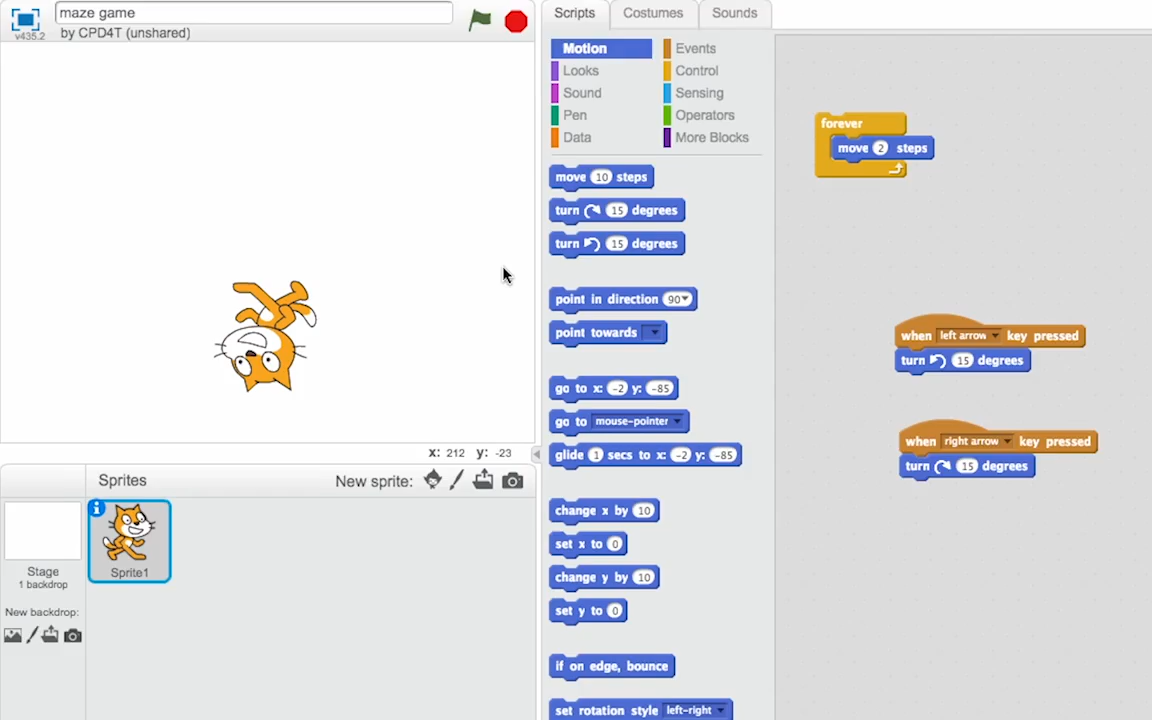 maze game
v435.2
by CPD4T (unshared)
x: 212 y: -23
Sprites
New sprite:
Stage
1 backdrop
New backdrop:
Sprite1
Scripts
Costumes
Sounds
Motion
Looks
Sound
Pen
Data
Events
Control
Sensing
Operators
More Blocks
move 10 steps
turn 15 degrees
turn 15 degrees
point in direction 90
point towards
go to x: -2 y: -85
go to mouse-pointer
glide 1 secs to x: -2 y: -85
change x by 10
set x to 0
change y by 10
set y to 0
if on edge, bounce
set rotation style left-right
forever
move 2 steps
when left arrow key pressed
turn 15 degrees
when right arrow key pressed
turn 15 degrees